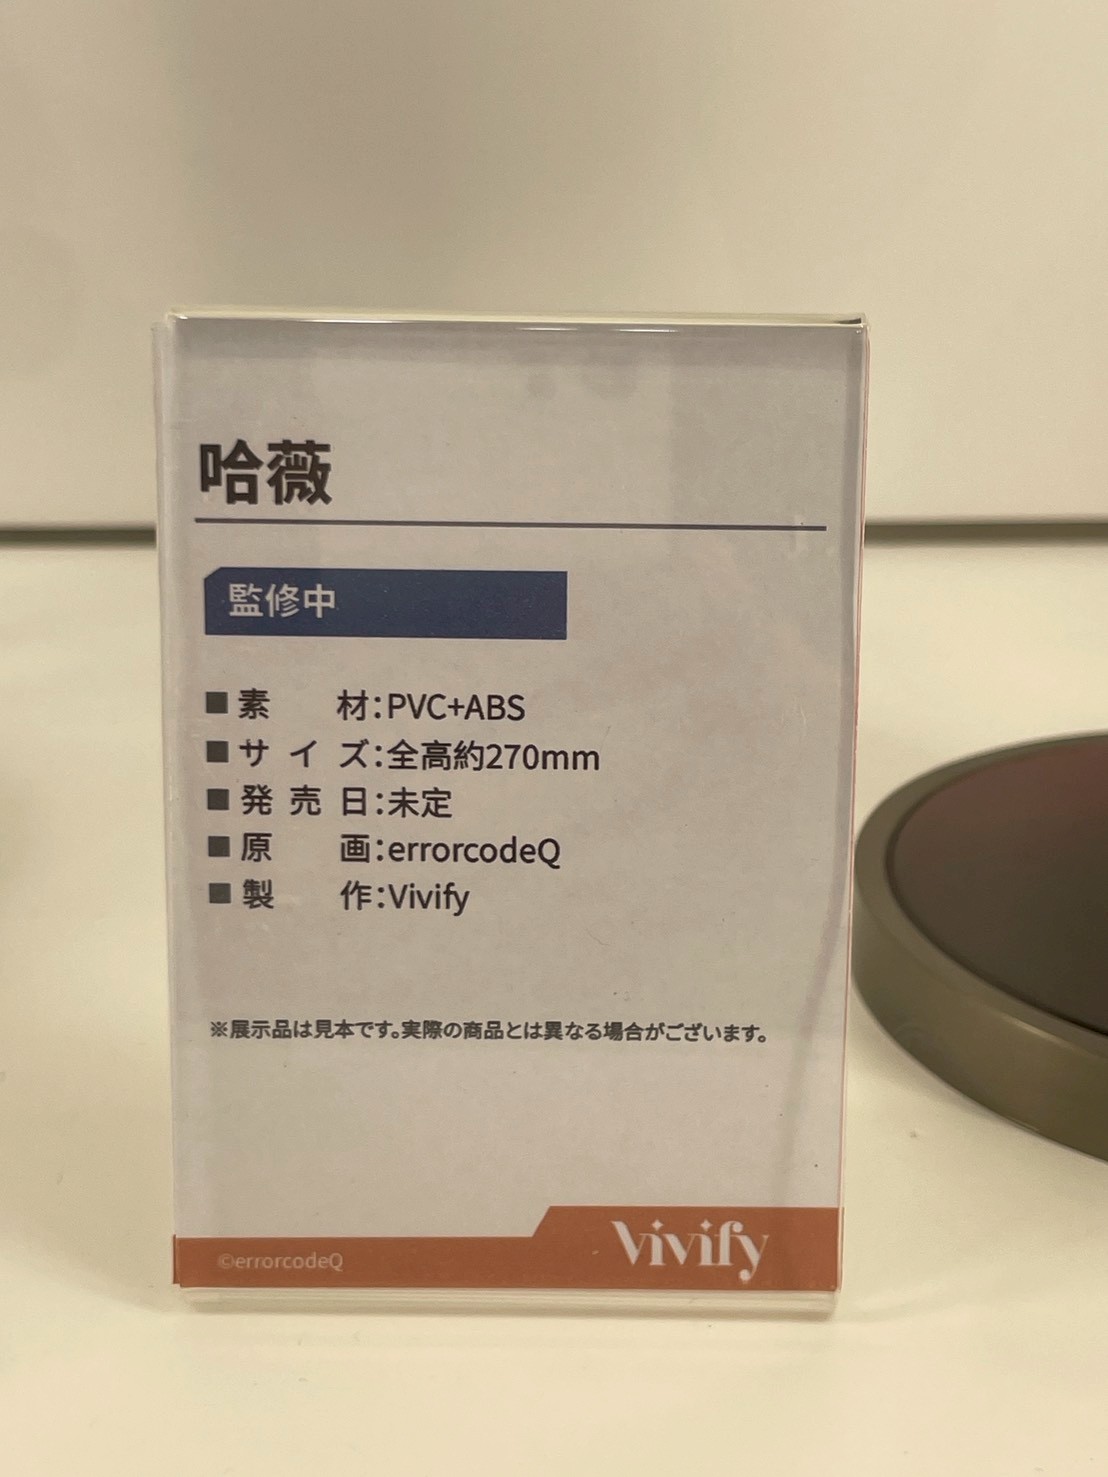 哈薇
監修中
■素　　材：PVC+ABS
■サ イ ズ：全高約270mm
■発 売 日：未定
■原　　画：errorcodeQ
■製　　作：Vivify
※展示品は見本です。実際の商品とは異なる場合がございます。
©errorcodeQ
Vivify